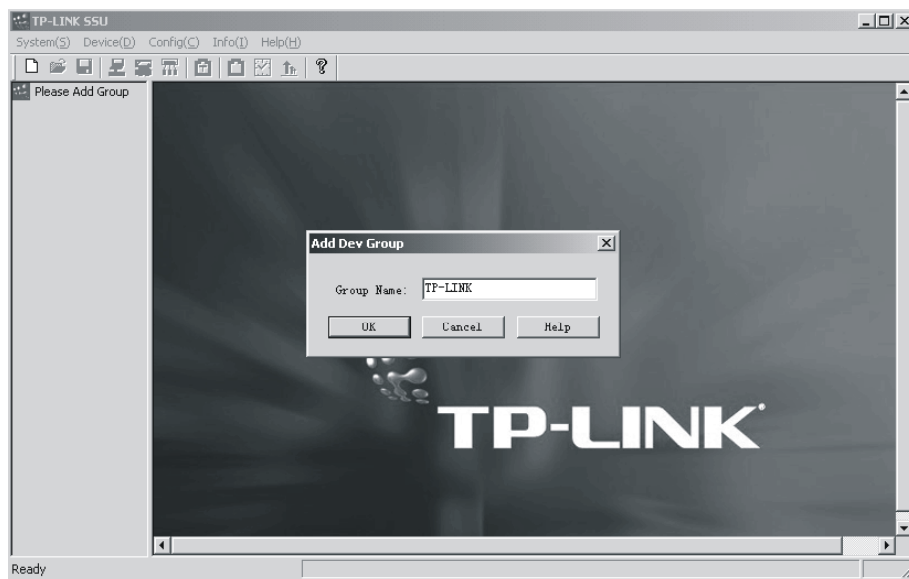 TP-LINK SSU
System(S) Device(D) Config(C) Info(I) Help(H)
Please Add Group
Add Dev Group
Group Name: TP-LINK
OK Cancel Help
TP-LINK
Ready